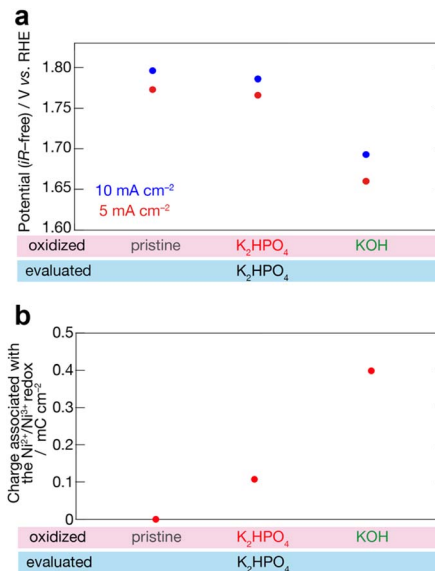 a
Potential (iR–free) / V vs. RHE
1.80
1.75
1.70
1.65
1.60
10 mA cm⁻²
5 mA cm⁻²
oxidized pristine K₂HPO₄ KOH
evaluated K₂HPO₄
b
Charge associated with
the Ni²⁺/Ni³⁺ redox
/ mC cm⁻²
0.5
0.4
0.3
0.2
0.1
0
oxidized pristine K₂HPO₄ KOH
evaluated K₂HPO₄